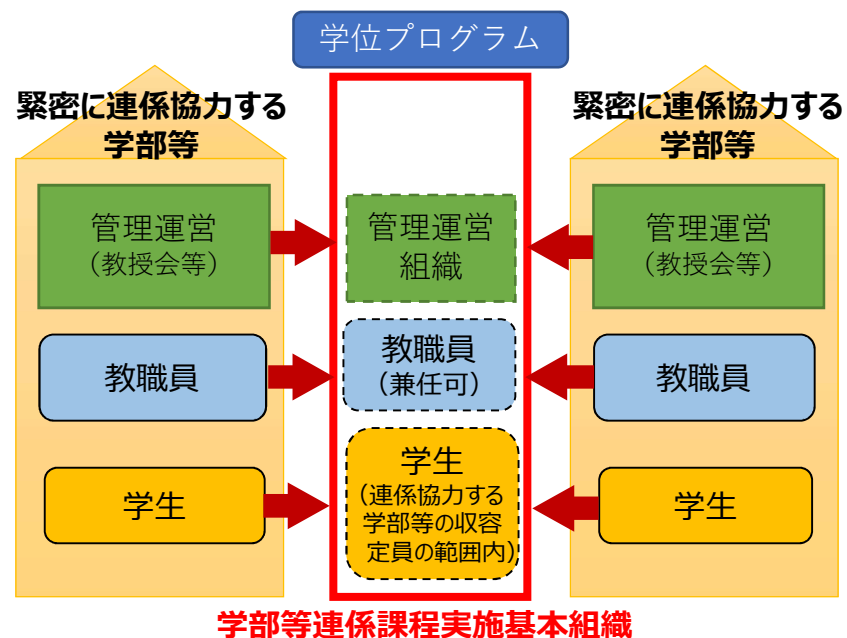 学位プログラム
緊密に連係協力する
学部等
管理運営
（教授会等）
教職員
学生
管理運営
組織
教職員
（兼任可）
学生
（連係協力する
学部等の収容
定員の範囲内）
緊密に連係協力する
学部等
管理運営
（教授会等）
教職員
学生
学部等連係課程実施基本組織